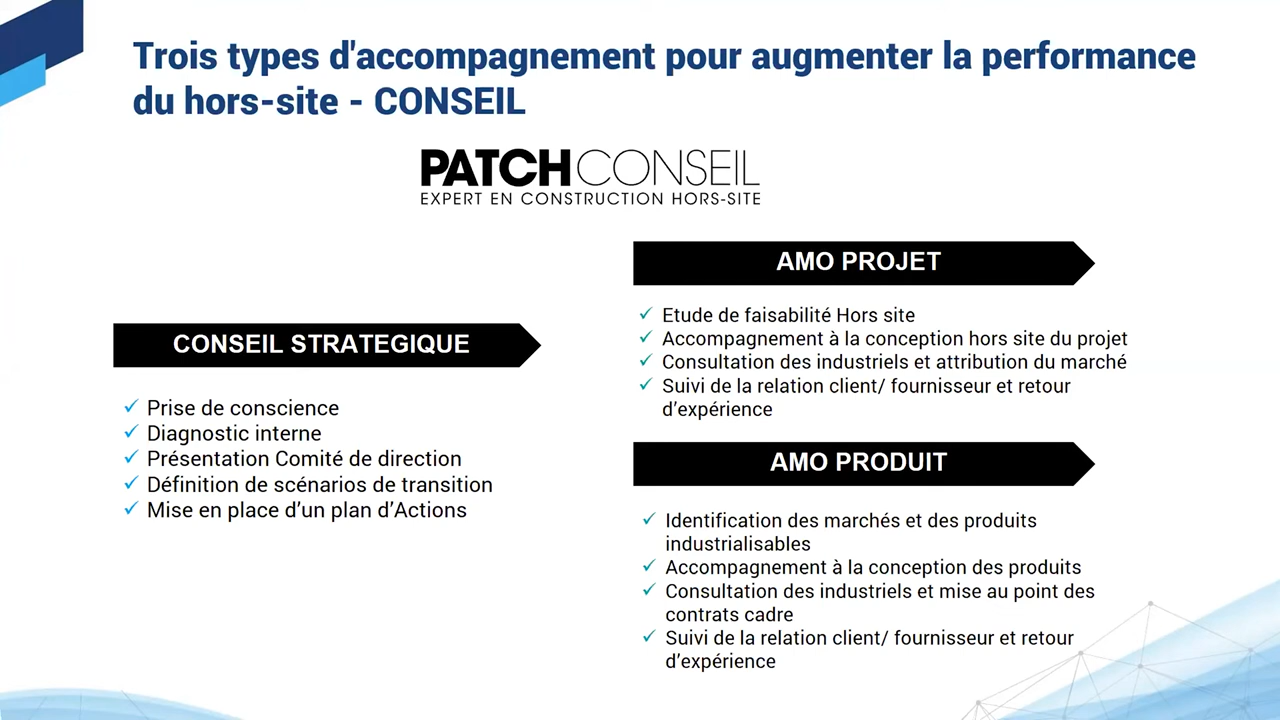 Trois types d'accompagnement pour augmenter la performance
du hors-site - CONSEIL
PATCHCONSEIL
EXPERT EN CONSTRUCTION HORS-SITE
CONSEIL STRATEGIQUE
✓ Prise de conscience
✓ Diagnostic interne
✓ Présentation Comité de direction
✓ Définition de scénarios de transition
✓ Mise en place d’un plan d’Actions
AMO PROJET
✓ Etude de faisabilité Hors site
✓ Accompagnement à la conception hors site du projet
✓ Consultation des industriels et attribution du marché
✓ Suivi de la relation client/ fournisseur et retour
d’expérience
AMO PRODUIT
✓ Identification des marchés et des produits
industrialisables
✓ Accompagnement à la conception des produits
✓ Consultation des industriels et mise au point des
contrats cadre
✓ Suivi de la relation client/ fournisseur et retour
d’expérience